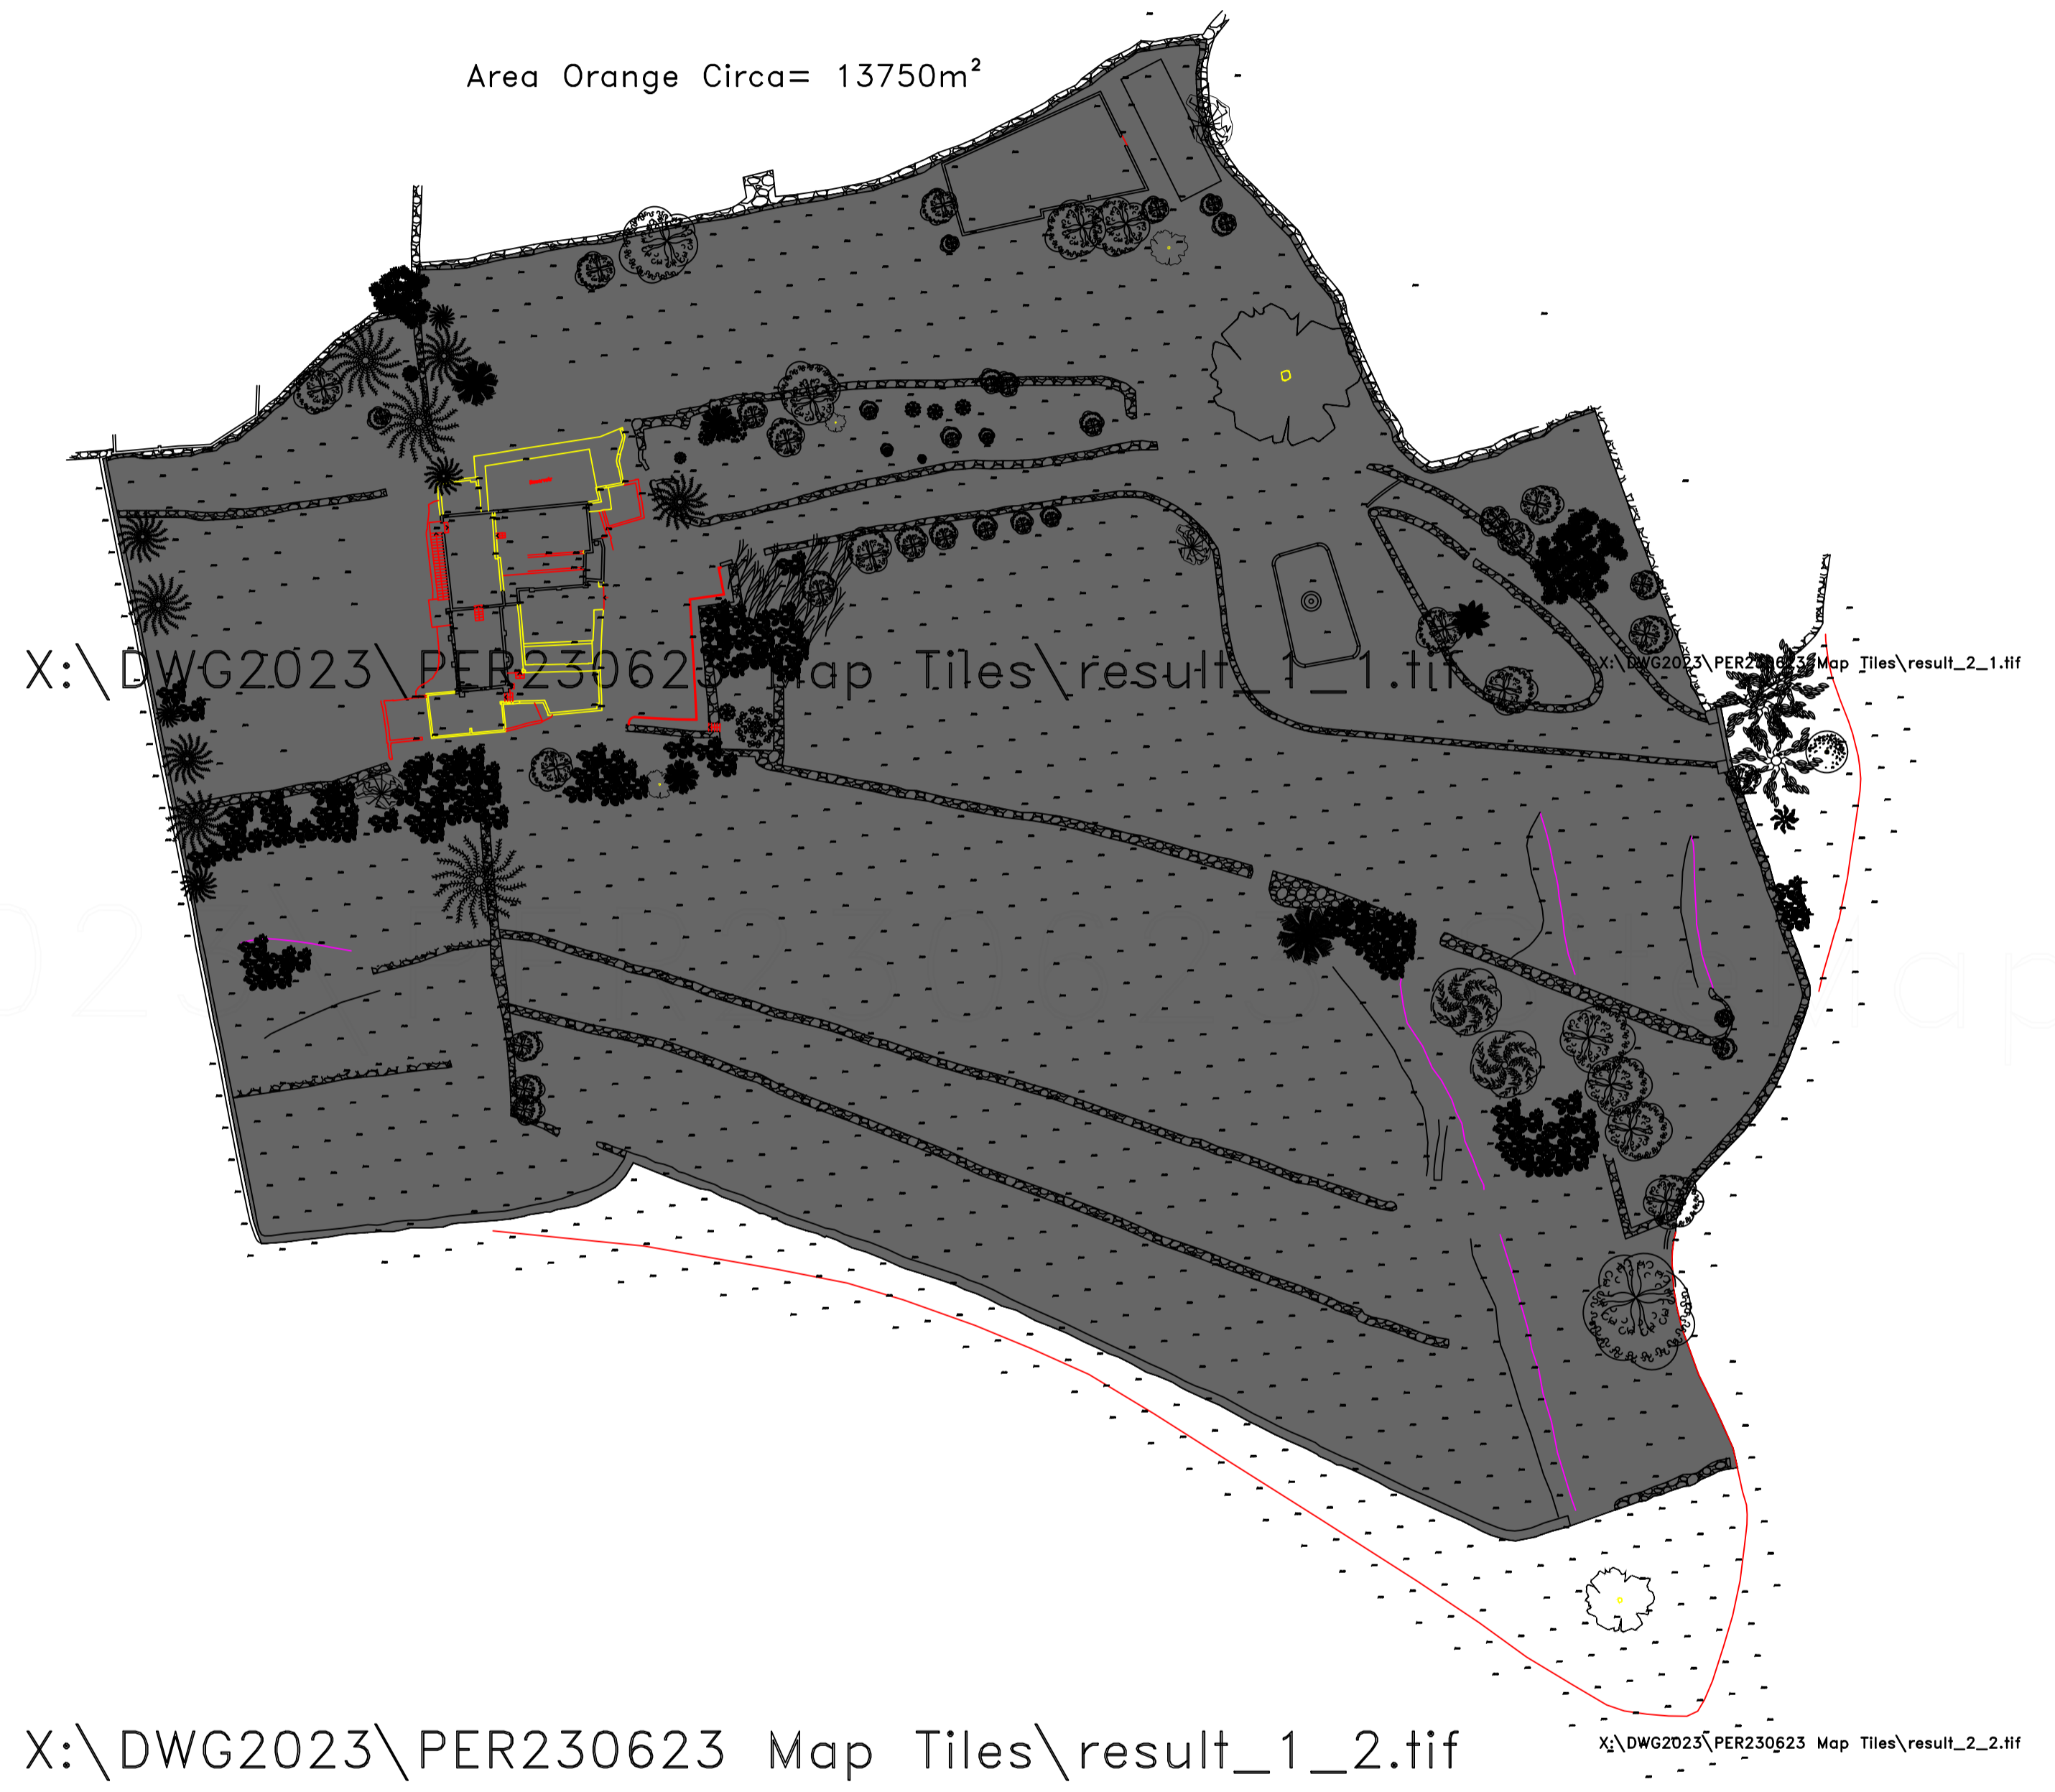 Area Orange Circa= 13750m²
X:\DWG2023\PER230623 Map Tiles\result_1_1.tif
X:\DWG2023\PER230623 Map Tiles\result_2_1.tif
X:\DWG2023\PER230623 Map Tiles\result_1_2.tif
X:\DWG2023\PER230623 Map Tiles\result_2_2.tif